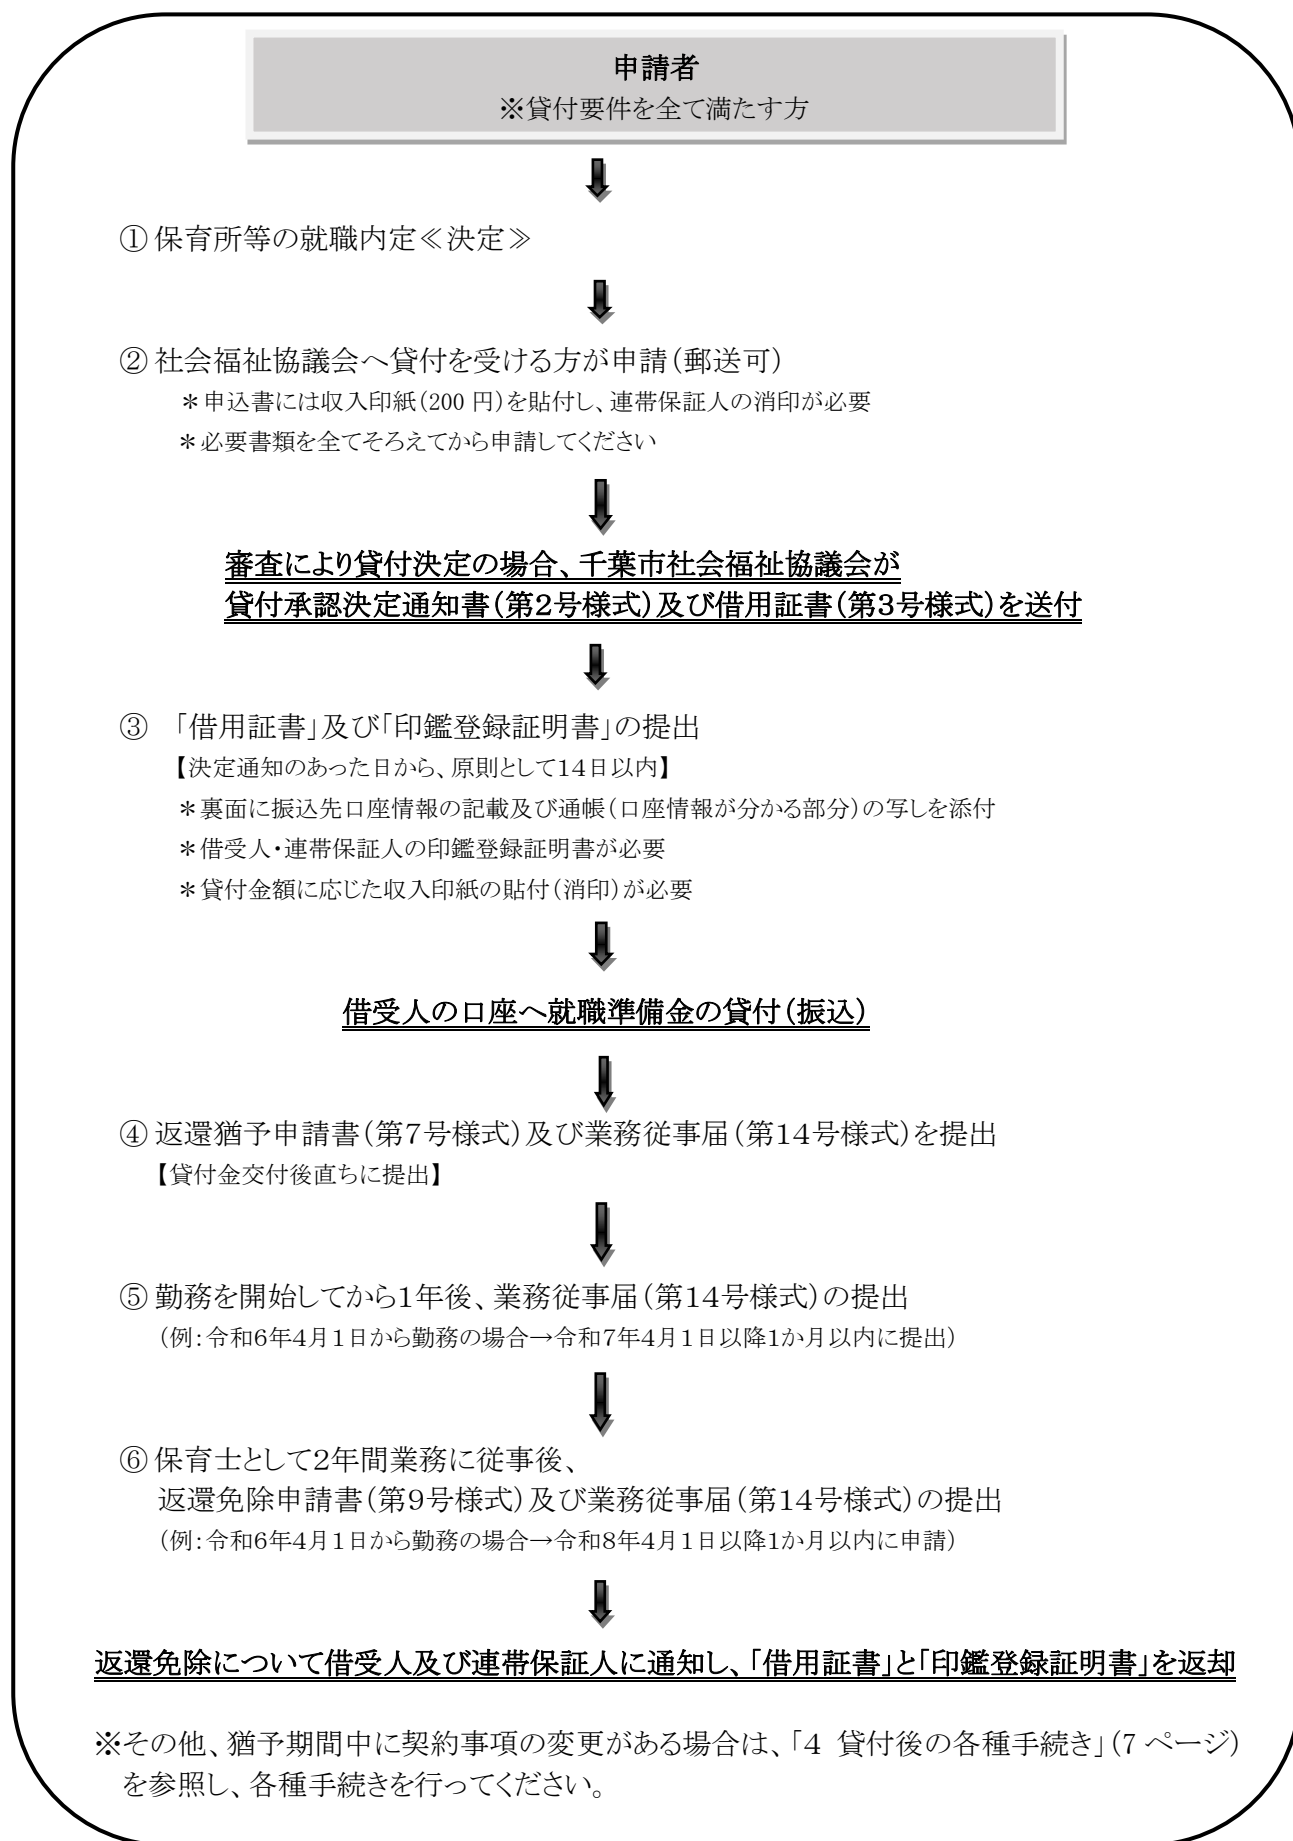 申請者
※貸付要件を全て満たす方
① 保育所等の就職内定≪決定≫
② 社会福祉協議会へ貸付を受ける方が申請(郵送可)
＊申込書には収入印紙(200 円)を貼付し、連帯保証人の消印が必要
＊必要書類を全てそろえてから申請してください
審査により貸付決定の場合、千葉市社会福祉協議会が
貸付承認決定通知書(第2号様式)及び借用証書(第3号様式)を送付
③ 「借用証書」及び「印鑑登録証明書」の提出
【決定通知のあった日から、原則として14日以内】
＊裏面に振込先口座情報の記載及び通帳(口座情報が分かる部分)の写しを添付
＊借受人・連帯保証人の印鑑登録証明書が必要
＊貸付金額に応じた収入印紙の貼付(消印)が必要
借受人の口座へ就職準備金の貸付(振込)
④ 返還猶予申請書(第7号様式)及び業務従事届(第14号様式)を提出
【貸付金交付後直ちに提出】
⑤ 勤務を開始してから1年後、業務従事届(第14号様式)の提出
(例:令和6年4月1日から勤務の場合→令和7年4月1日以降1か月以内に提出)
⑥ 保育士として2年間業務に従事後、
返還免除申請書(第9号様式)及び業務従事届(第14号様式)の提出
(例:令和6年4月1日から勤務の場合→令和8年4月1日以降1か月以内に申請)
返還免除について借受人及び連帯保証人に通知し、「借用証書」と「印鑑登録証明書」を返却
※その他、猶予期間中に契約事項の変更がある場合は、「4 貸付後の各種手続き」(7 ページ)
を参照し、各種手続きを行ってください。